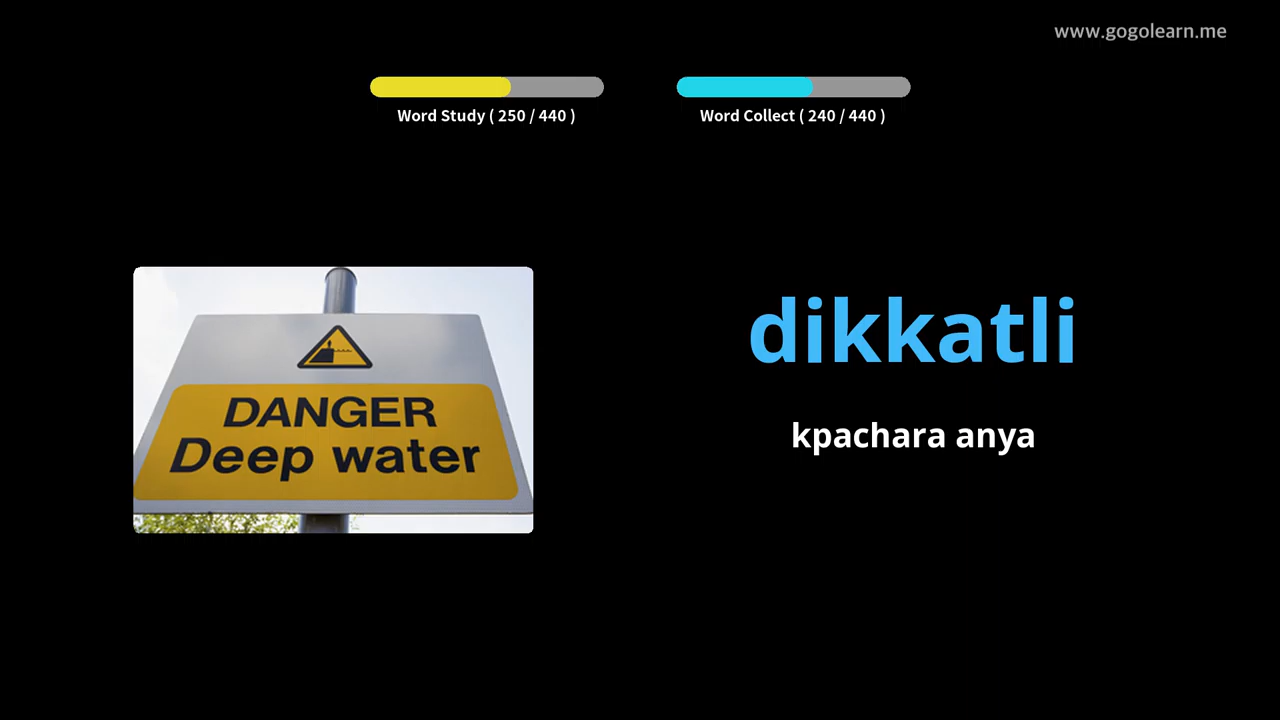 www.gogolearn.me
Word Study ( 250 / 440 )
Word Collect ( 240 / 440 )
DANGER
Deep water
dikkatli
kpachara anya